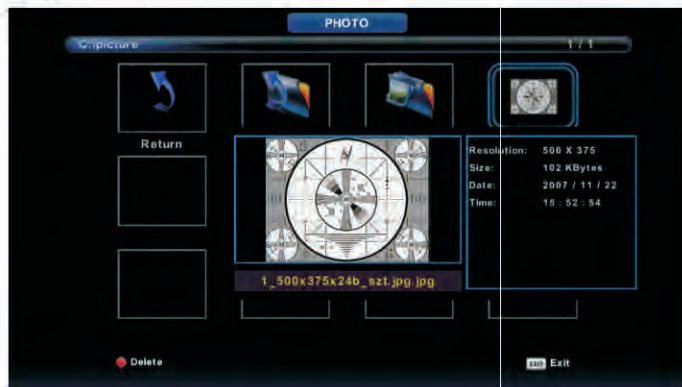 PHOTO
C:\picture 1 / 1
Return
Resolution: 500 X 375
Size: 102 KBytes
Date: 2007 / 11 / 22
Time: 15 : 52 : 54
1_500x375x24b_szt.jpg.jpg
Delete
Exit